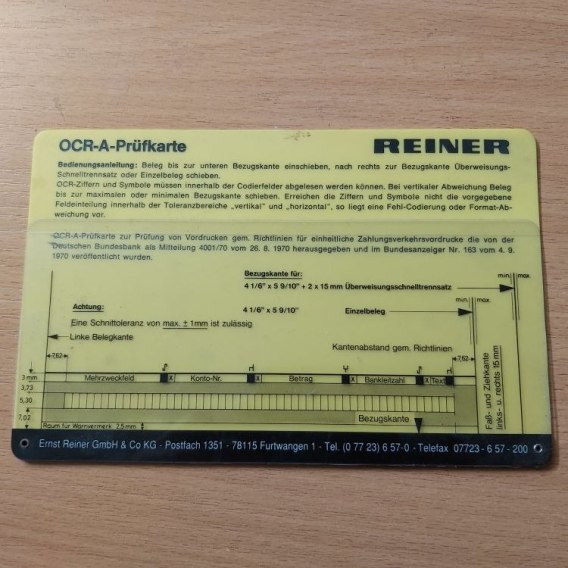 OCR-A-Prüfkarte REINER
Bedienungsanleitung: Beleg bis zur unteren Bezugskante einschieben, nach rechts zur Bezugskante Überweisungs-
Schnelltrennsatz oder Einzelbeleg schieben.
OCR-Ziffern und Symbole müssen innerhalb der Codierfelder abgelesen werden können. Bei vertikaler Abweichung Beleg
bis zur maximalen oder minimalen Bezugskante schieben. Erreichen die Ziffern und Symbole nicht die vorgegebene
Feldeinteilung innerhalb der Toleranzbereiche „vertikal" und „horizontal", so liegt eine Fehl-Codierung oder Format-Ab-
weichung vor.
OCR-A-Prüfkarte zur Prüfung von Vordrucken gem. Richtlinien für einheitliche Zahlungsverkehrsvordrucke die von der
Deutschen Bundesbank als Mitteilung 4001/70 vom 26. 8. 1970 herausgegeben und im Bundesanzeiger Nr. 163 vom 4. 9.
1970 veröffentlicht wurden.
Bezugskante für: min. max.
4 1/6" x 5 9/10" + 2 x 15 mm Überweisungsschnelltrennsatz
min. max.
Achtung: 4 1/6" x 5 9/10" Einzelbeleg
Eine Schnittoleranz von max. ± 1mm ist zulässig
Linke Belegkante
Kantenabstand gem. Richtlinien
7,62 7,62
3 mm Mehrzweckfeld X Konto-Nr. X Betrag X Bankleitzahl X Text
3,73
5,30
7,02 Bezugskante
Raum für Warnvermerk 2,5 mm
Faß- und Ziehkante
links- u. rechts 15 mm
Ernst Reiner GmbH & Co KG - Postfach 1351 - 78115 Furtwangen 1 - Tel. (0 77 23) 6 57-0 - Telefax 07723 - 6 57 - 200